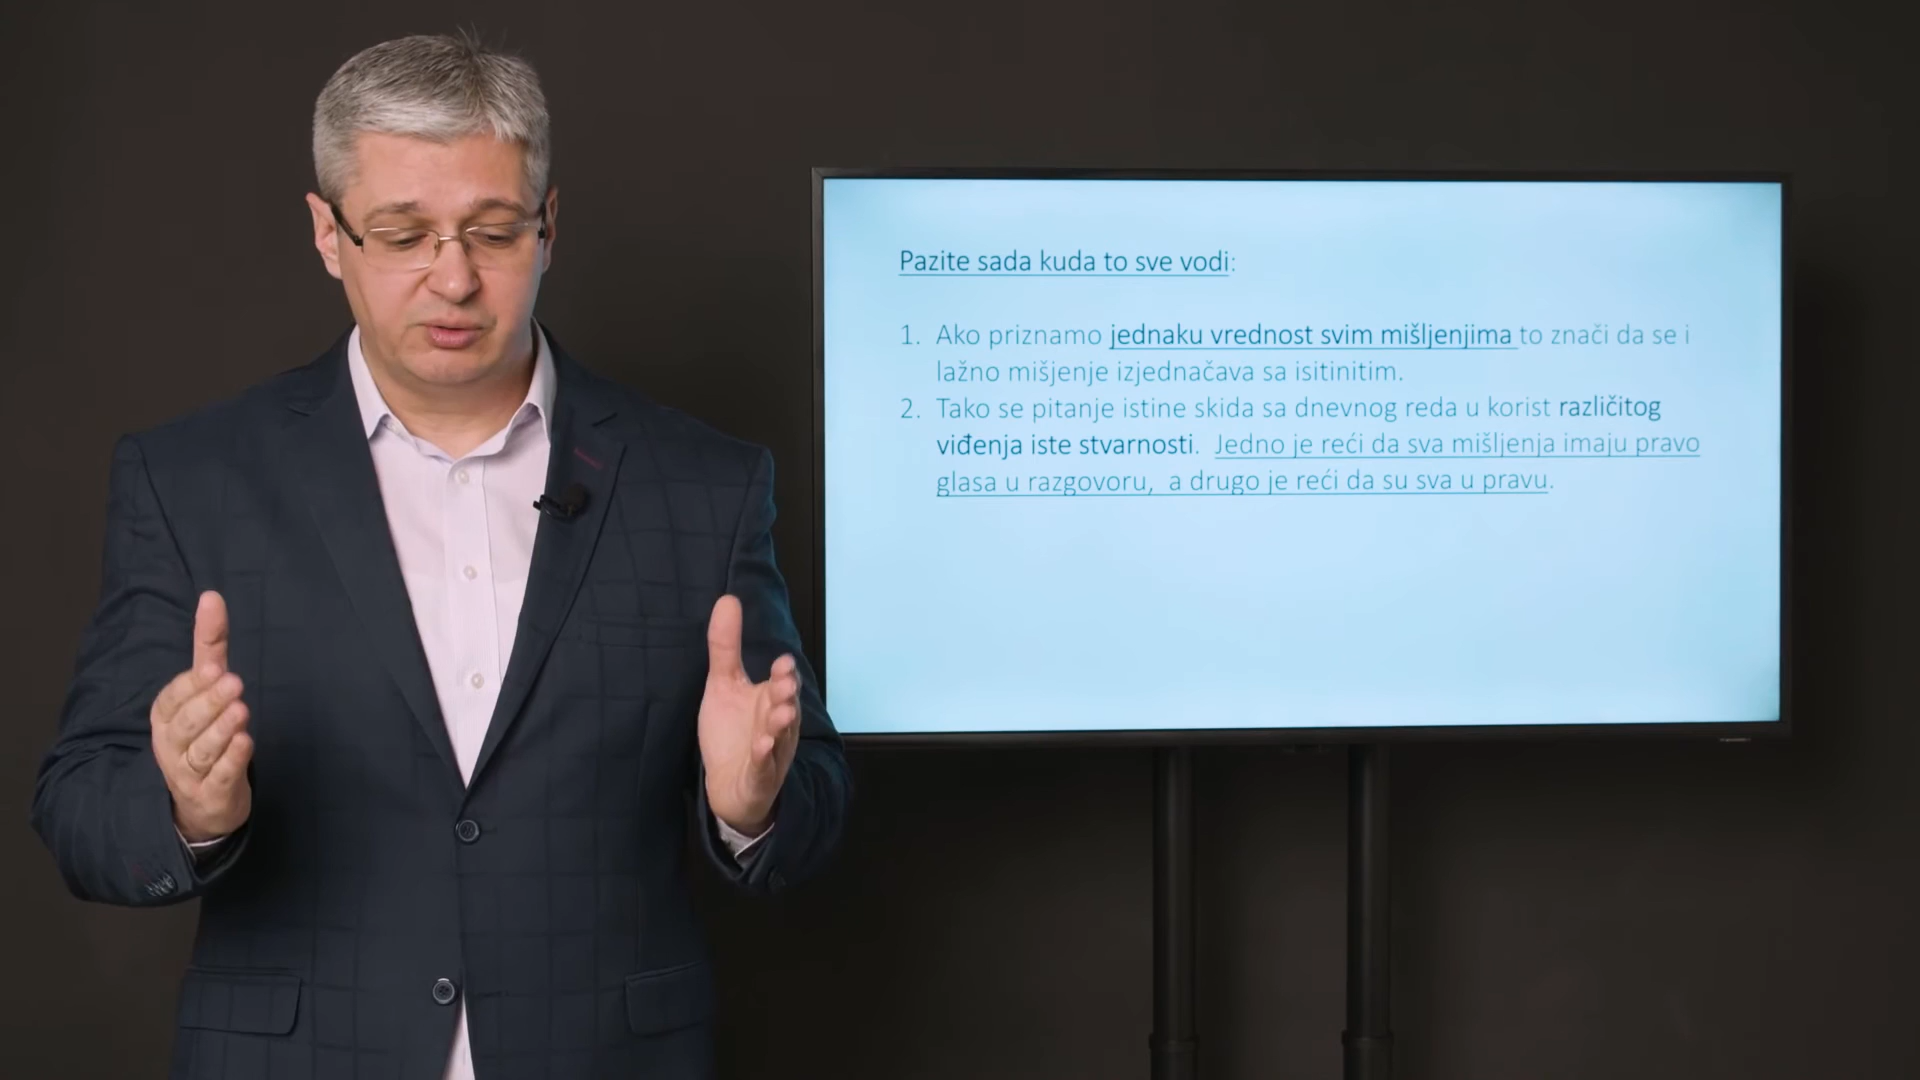 Pazite sada kuda to sve vodi:
1. Ako priznamo jednaku vrednost svim mišljenjima to znači da se i
lažno mišjenje izjednačava sa isitinitim.
2. Tako se pitanje istine skida sa dnevnog reda u korist različitog
viđenja iste stvarnosti. Jedno je reći da sva mišljenja imaju pravo
glasa u razgovoru, a drugo je reći da su sva u pravu.